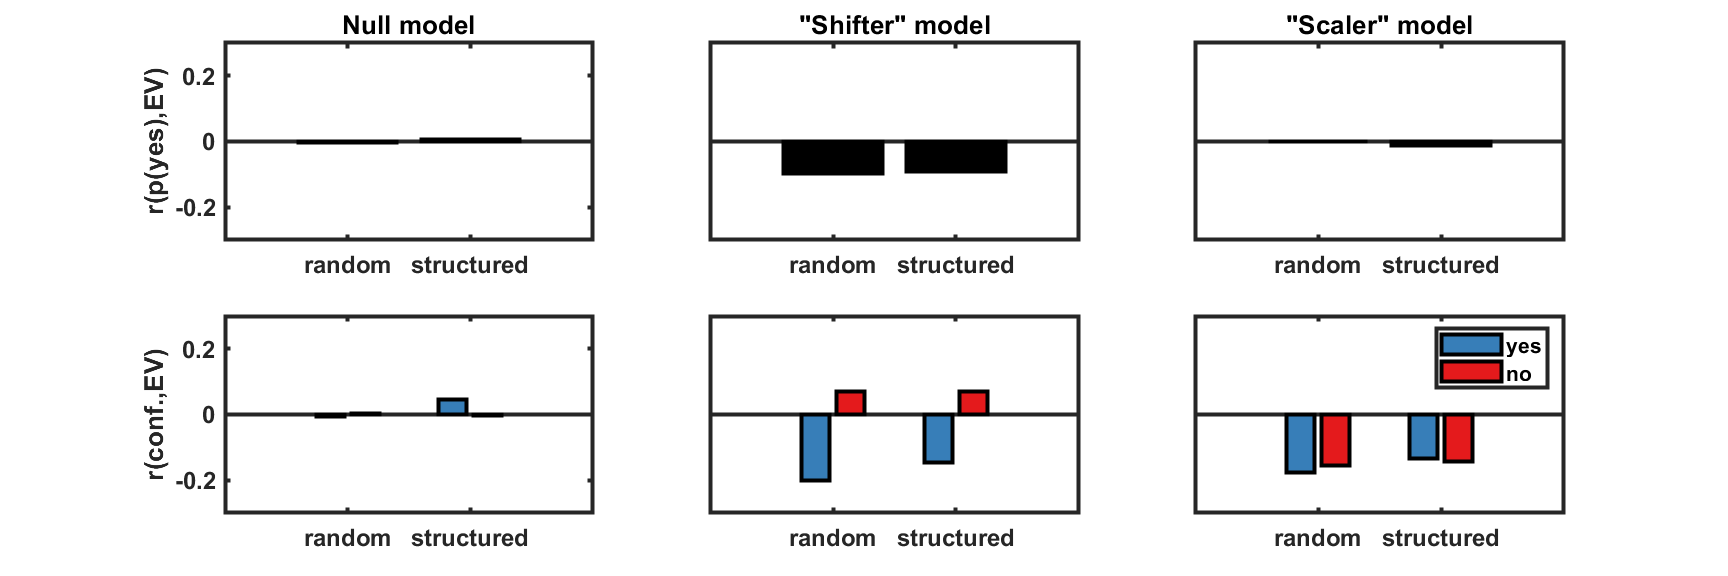 Null model
"Shifter" model
"Scaler" model
r(p(yes),EV)
0.2
0
-0.2
random structured
random structured
random structured
r(conf.,EV)
0.2
0
-0.2
yes
no
random structured
random structured
random structured